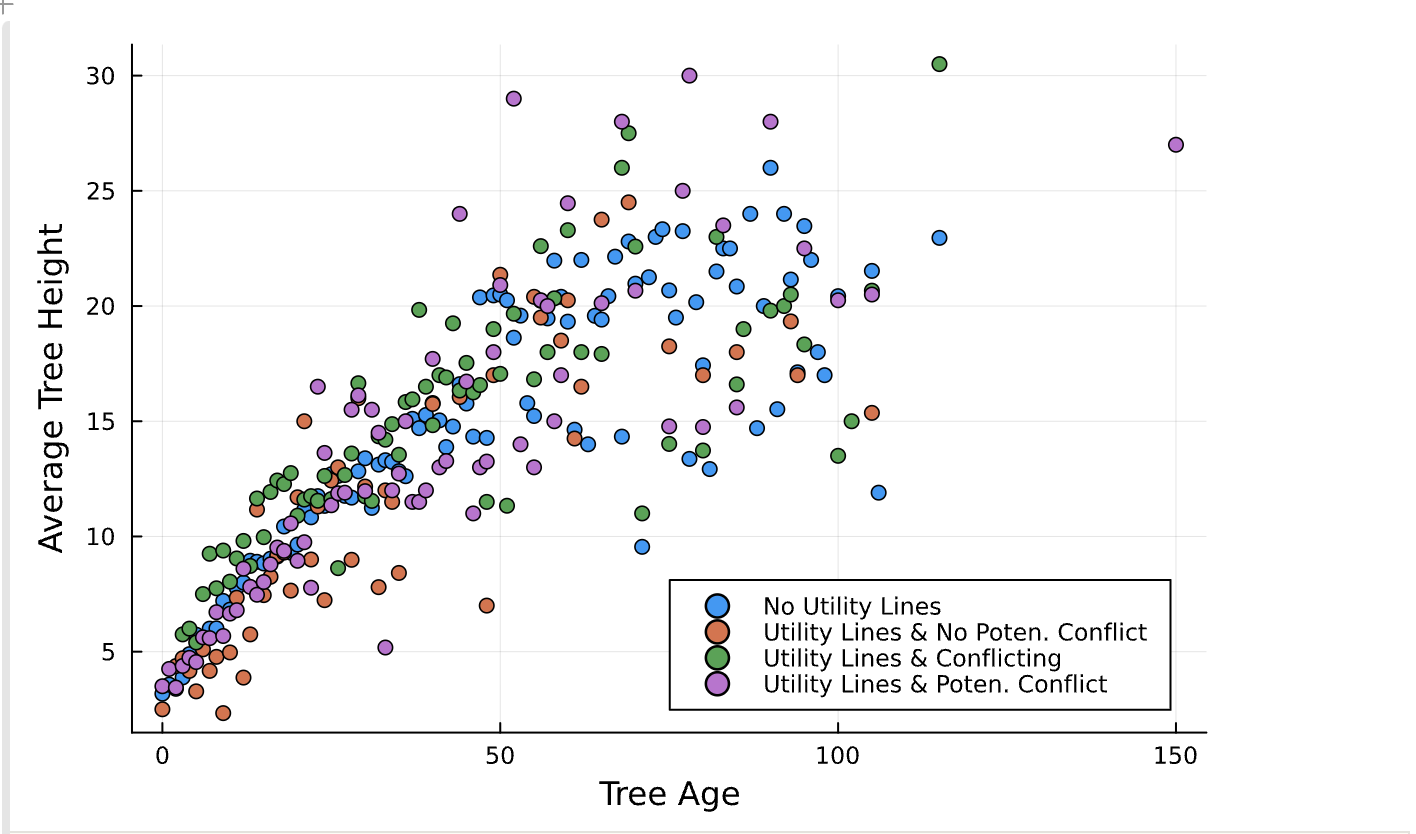 Average Tree Height
30
25
20
15
10
5
No Utility Lines
Utility Lines & No Poten. Conflict
Utility Lines & Conflicting
Utility Lines & Poten. Conflict
0 50 100 150
Tree Age